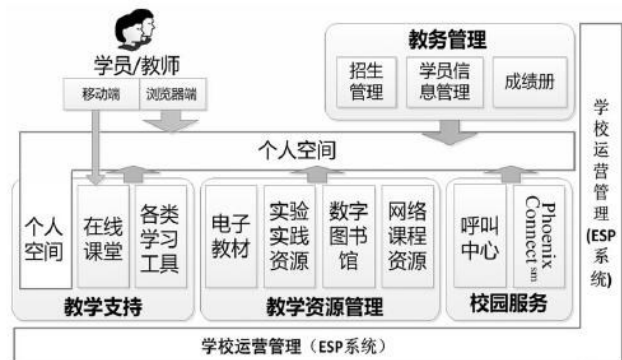 学员/教师
移动端
浏览器端
教务管理
招生
管理
学员信
息管理
成绩册
个人空间
个人
空间
在线
课堂
各类
学习
工具
教学支持
电子
教材
实验
实践
资源
数字
图书
馆
网络
课程
资源
教学资源管理
呼叫
中心
Phoenix
Connect sm
校园服务
学校运营管理(ESP系统)
学校运营管理（ESP系统）